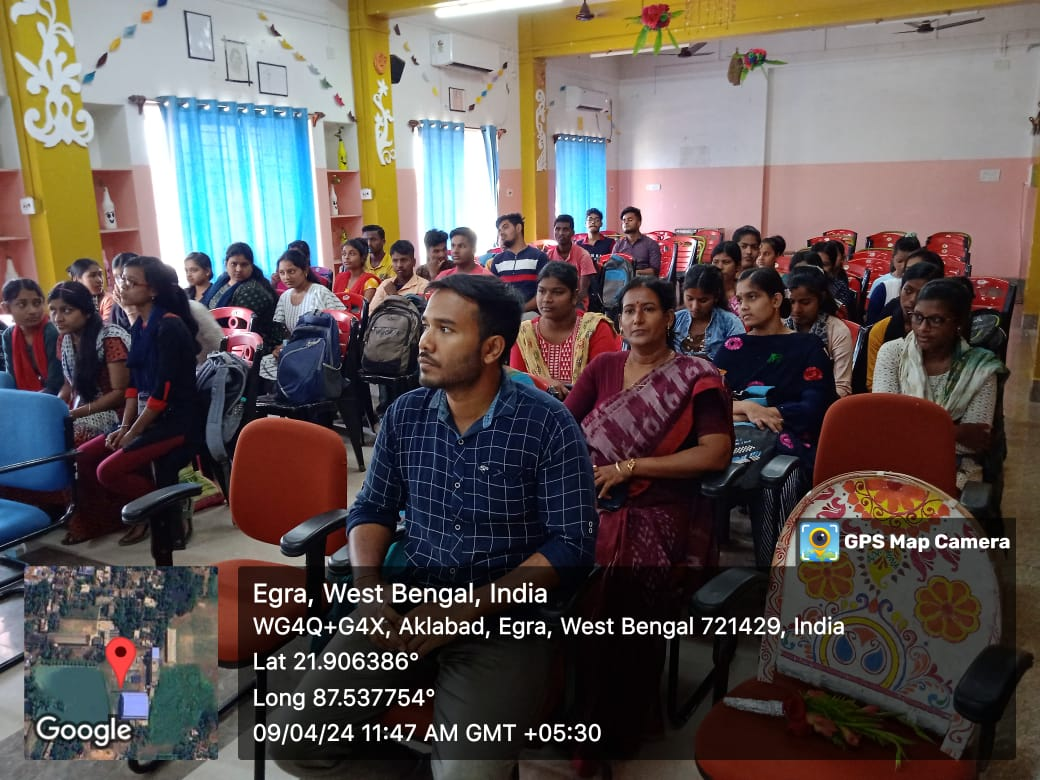 GPS Map Camera
Egra, West Bengal, India
WG4Q+G4X, Aklabad, Egra, West Bengal 721429, India
Lat 21.906386°
Long 87.537754°
09/04/24 11:47 AM GMT +05:30
Google